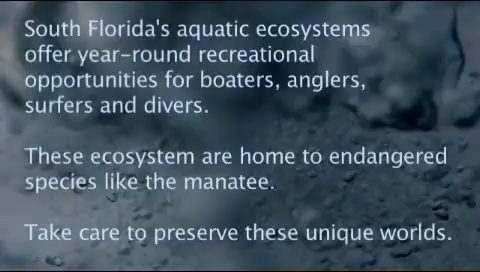 South Florida's aquatic ecosystems
offer year-round recreational
opportunities for boaters, anglers,
surfers and divers.
These ecosystem are home to endangered
species like the manatee.
Take care to preserve these unique worlds.